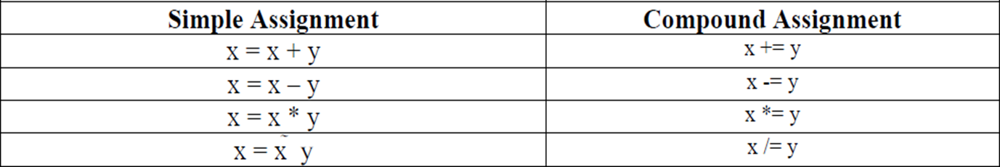 Simple Assignment Compound Assignment
x = x + y x += y
x = x – y x -= y
x = x * y x *= y
x = x̃ y x /= y